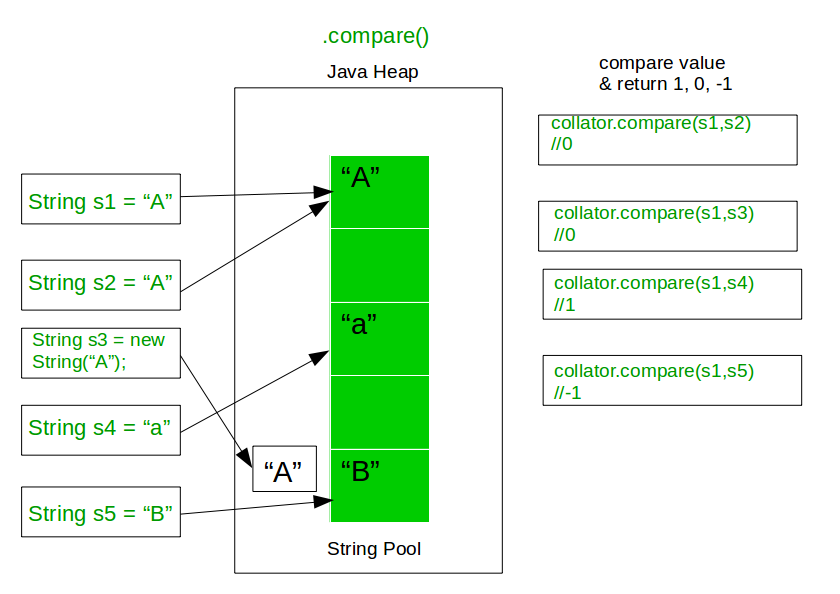 .compare()
Java Heap
compare value
& return 1, 0, -1
String s1 = “A”
String s2 = “A”
String s3 = new
String(“A”);
String s4 = “a”
String s5 = “B”
“A”
“a”
“A”
“B”
String Pool
collator.compare(s1,s2)
//0
collator.compare(s1,s3)
//0
collator.compare(s1,s4)
//1
collator.compare(s1,s5)
//-1